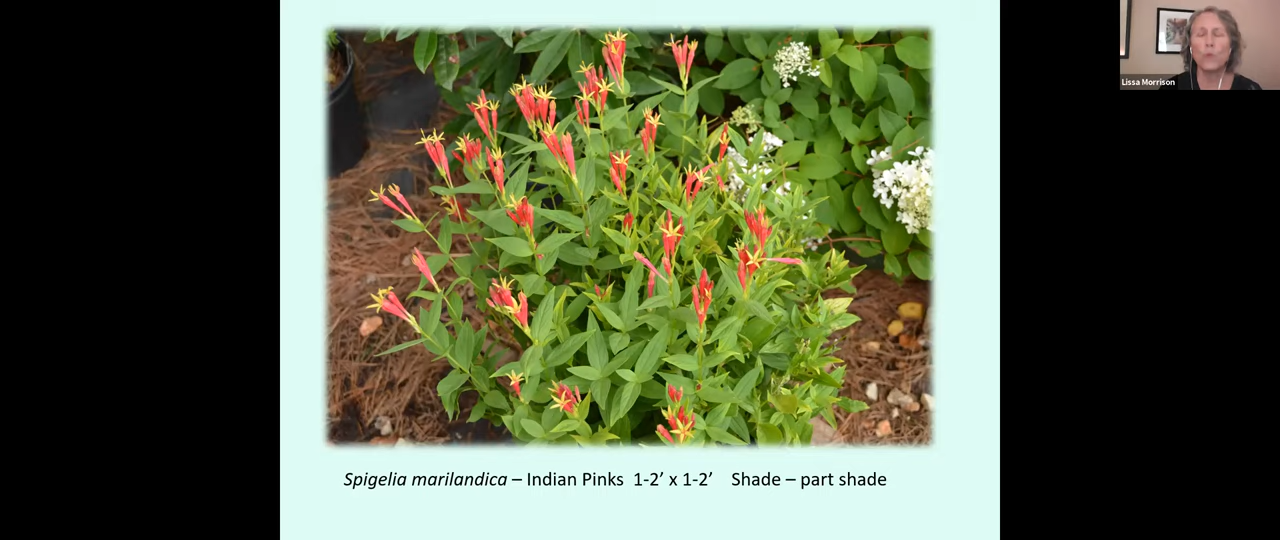 Lissa Morrison
Spigelia marilandica – Indian Pinks  1-2’ x 1-2’    Shade – part shade